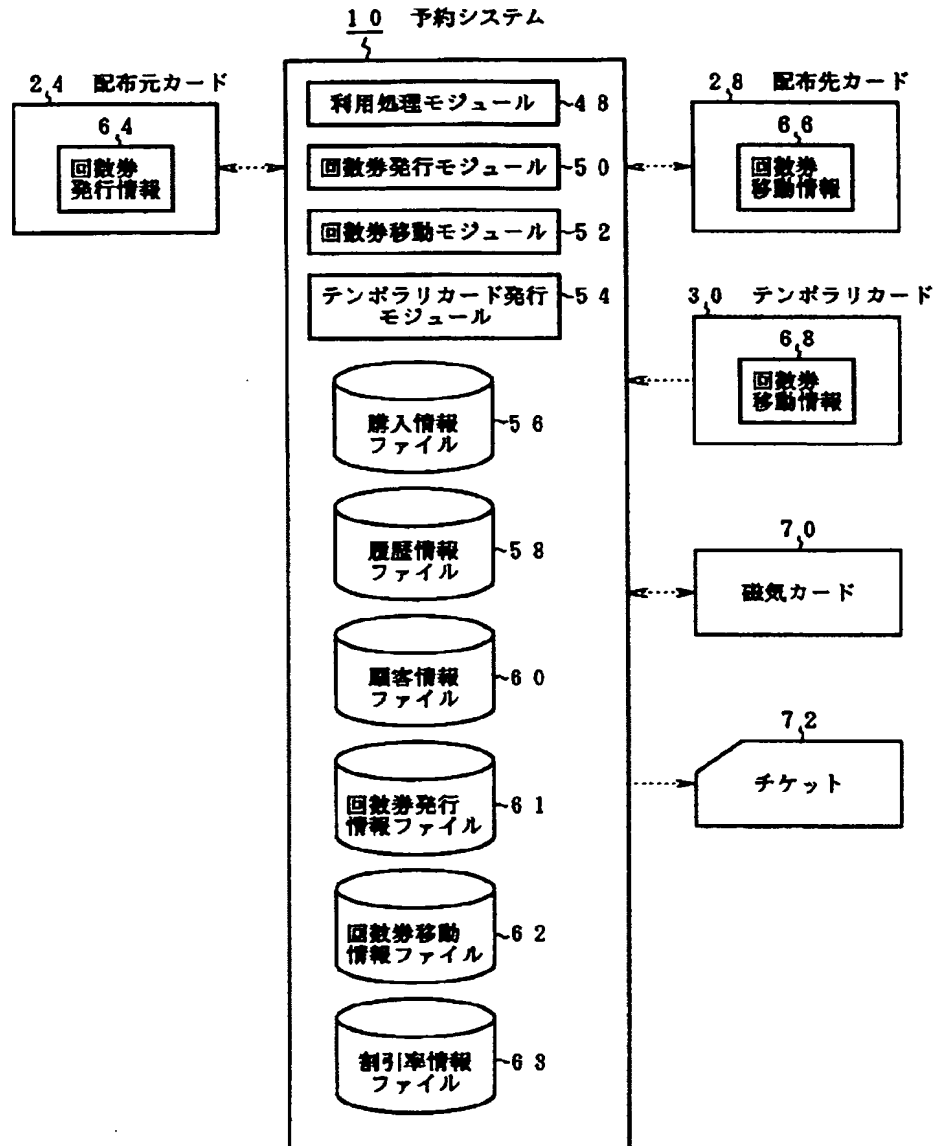 10 予約システム
24 配布元カード
64
回数券
発行情報
利用処理モジュール 48
回数券発行モジュール 50
回数券移動モジュール 52
テンポラリカード発行
モジュール 54
購入情報
ファイル 56
履歴情報
ファイル 58
顧客情報
ファイル 60
回数券発行
情報ファイル 61
回数券移動
情報ファイル 62
割引率情報
ファイル 63
28 配布先カード
66
回数券
移動情報
30 テンポラリカード
68
回数券
移動情報
70
磁気カード
72
チケット